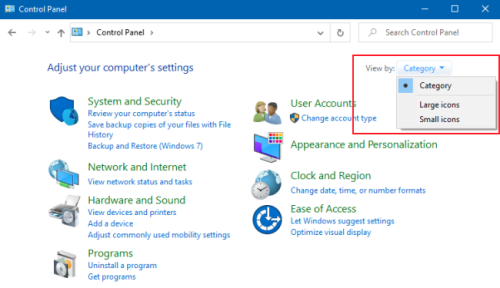 Control Panel
Control Panel
Search Control Panel
Adjust your computer's settings
View by: Category
Category
Large icons
Small icons
System and Security
Review your computer's status
Save backup copies of your files with File
History
Backup and Restore (Windows 7)
Network and Internet
View network status and tasks
Hardware and Sound
View devices and printers
Add a device
Adjust commonly used mobility settings
Programs
Uninstall a program
Get programs
User Accounts
Change account type
Appearance and Personalization
Clock and Region
Change date, time, or number formats
Ease of Access
Let Windows suggest settings
Optimize visual display